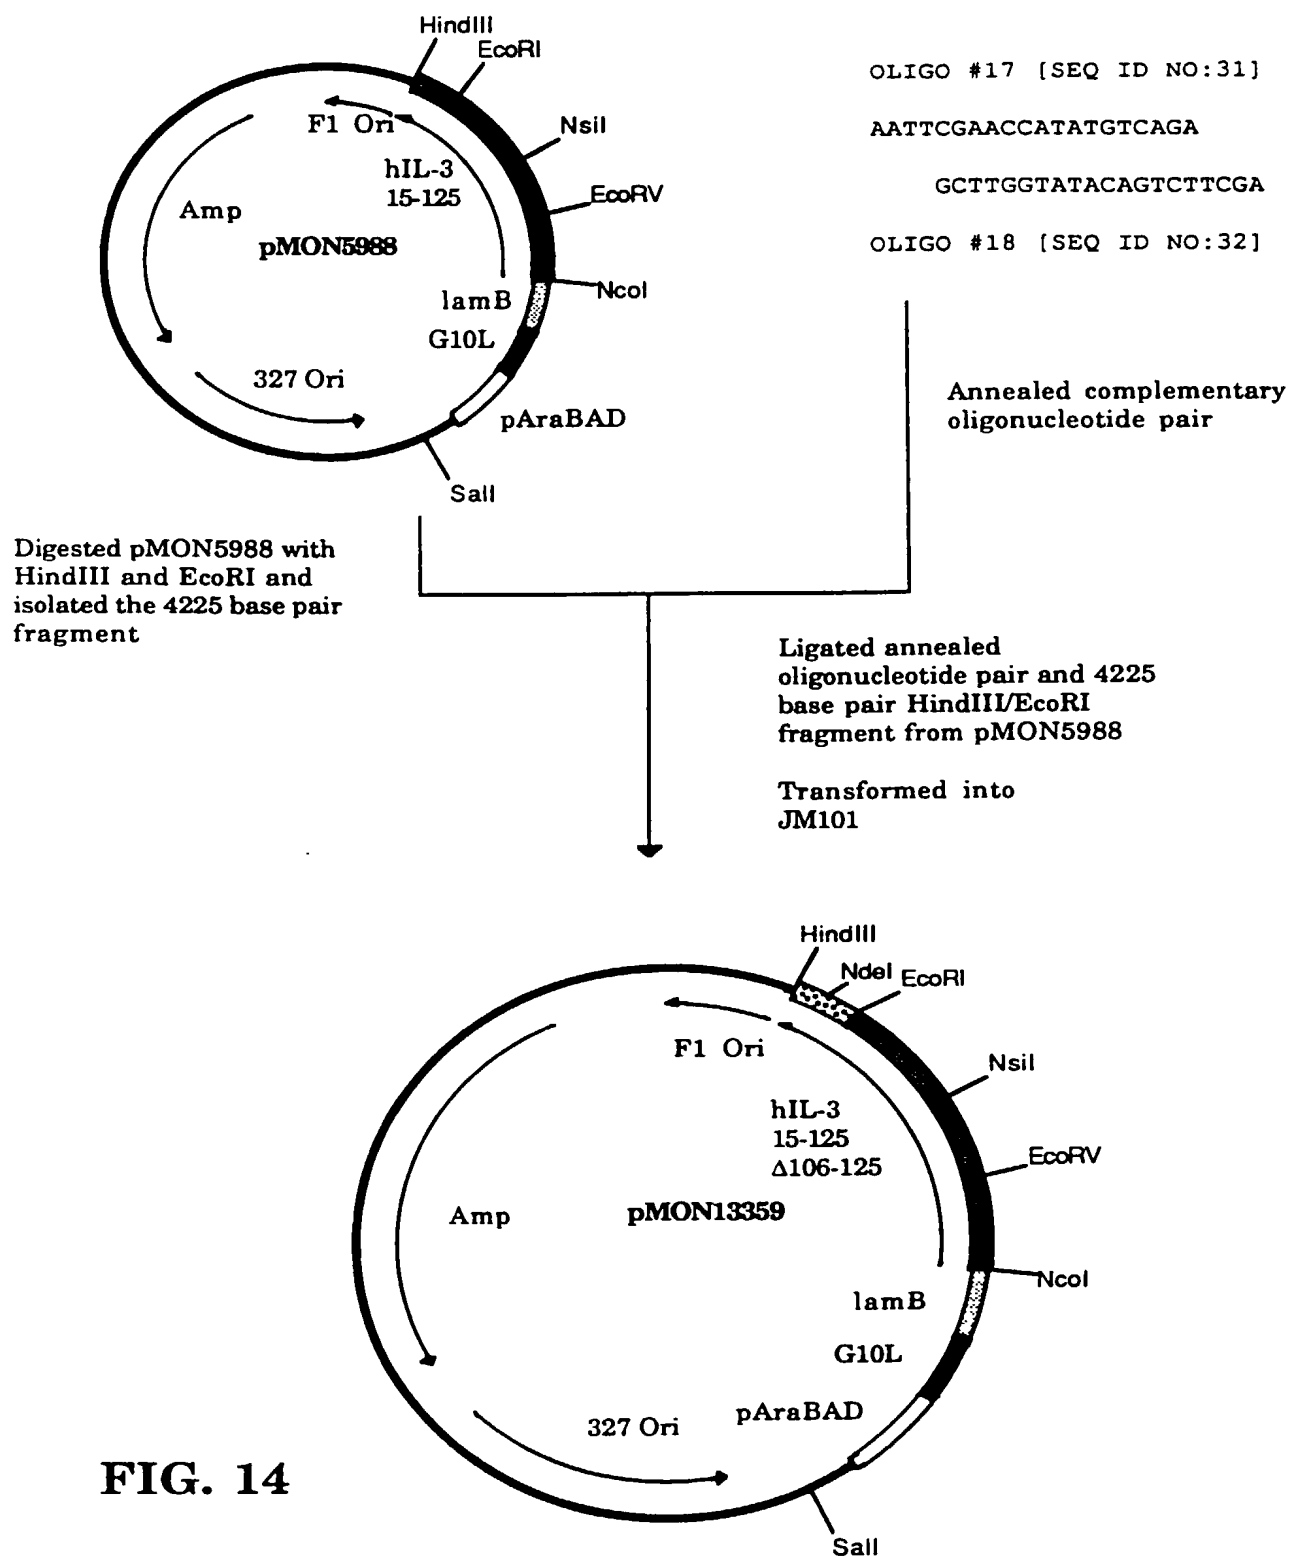 HindIII
EcoRI
NsiI
EcoRV
NcoI
F1 Ori
hIL-3
15-125
Amp
pMON5988
lamB
G10L
327 Ori
pAraBAD
SalI
OLIGO #17 [SEQ ID NO:31]
AATTCGAACCATATGTCAGA
GCTTGGTATACAGTCTTCGA
OLIGO #18 [SEQ ID NO:32]
Annealed complementary
oligonucleotide pair
Digested pMON5988 with
HindIII and EcoRI and
isolated the 4225 base pair
fragment
Ligated annealed
oligonucleotide pair and 4225
base pair HindIII/EcoRI
fragment from pMON5988
Transformed into
JM101
HindIII
NdeI
EcoRI
NsiI
EcoRV
NcoI
F1 Ori
hIL-3
15-125
Δ106-125
Amp
pMON13359
lamB
G10L
pAraBAD
327 Ori
SalI
FIG. 14